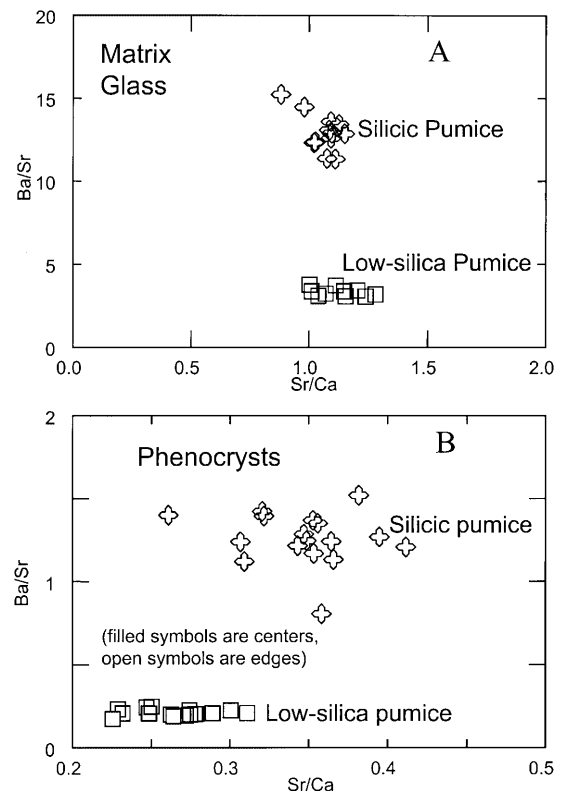 20
Matrix
Glass
A
15
Silicic Pumice
Ba/Sr
10
Low-silica Pumice
5
0
0.0 0.5 1.0 1.5 2.0
Sr/Ca
2
Phenocrysts
B
Silicic pumice
Ba/Sr
1
(filled symbols are centers,
open symbols are edges)
Low-silica pumice
0
0.2 0.3 0.4 0.5
Sr/Ca